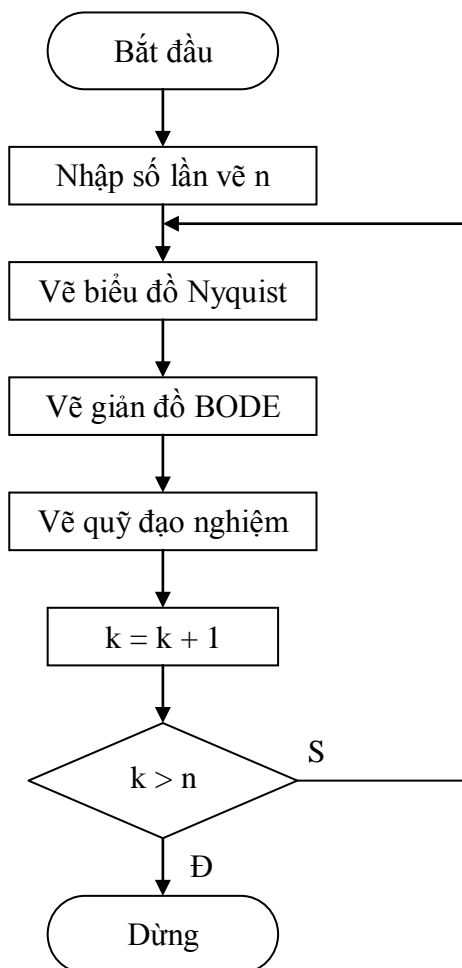 Bắt đầu
Nhập số lần vẽ n
Vẽ biểu đồ Nyquist
Vẽ giản đồ BODE
Vẽ quỹ đạo nghiệm
k = k + 1
k > n
S
Đ
Dừng